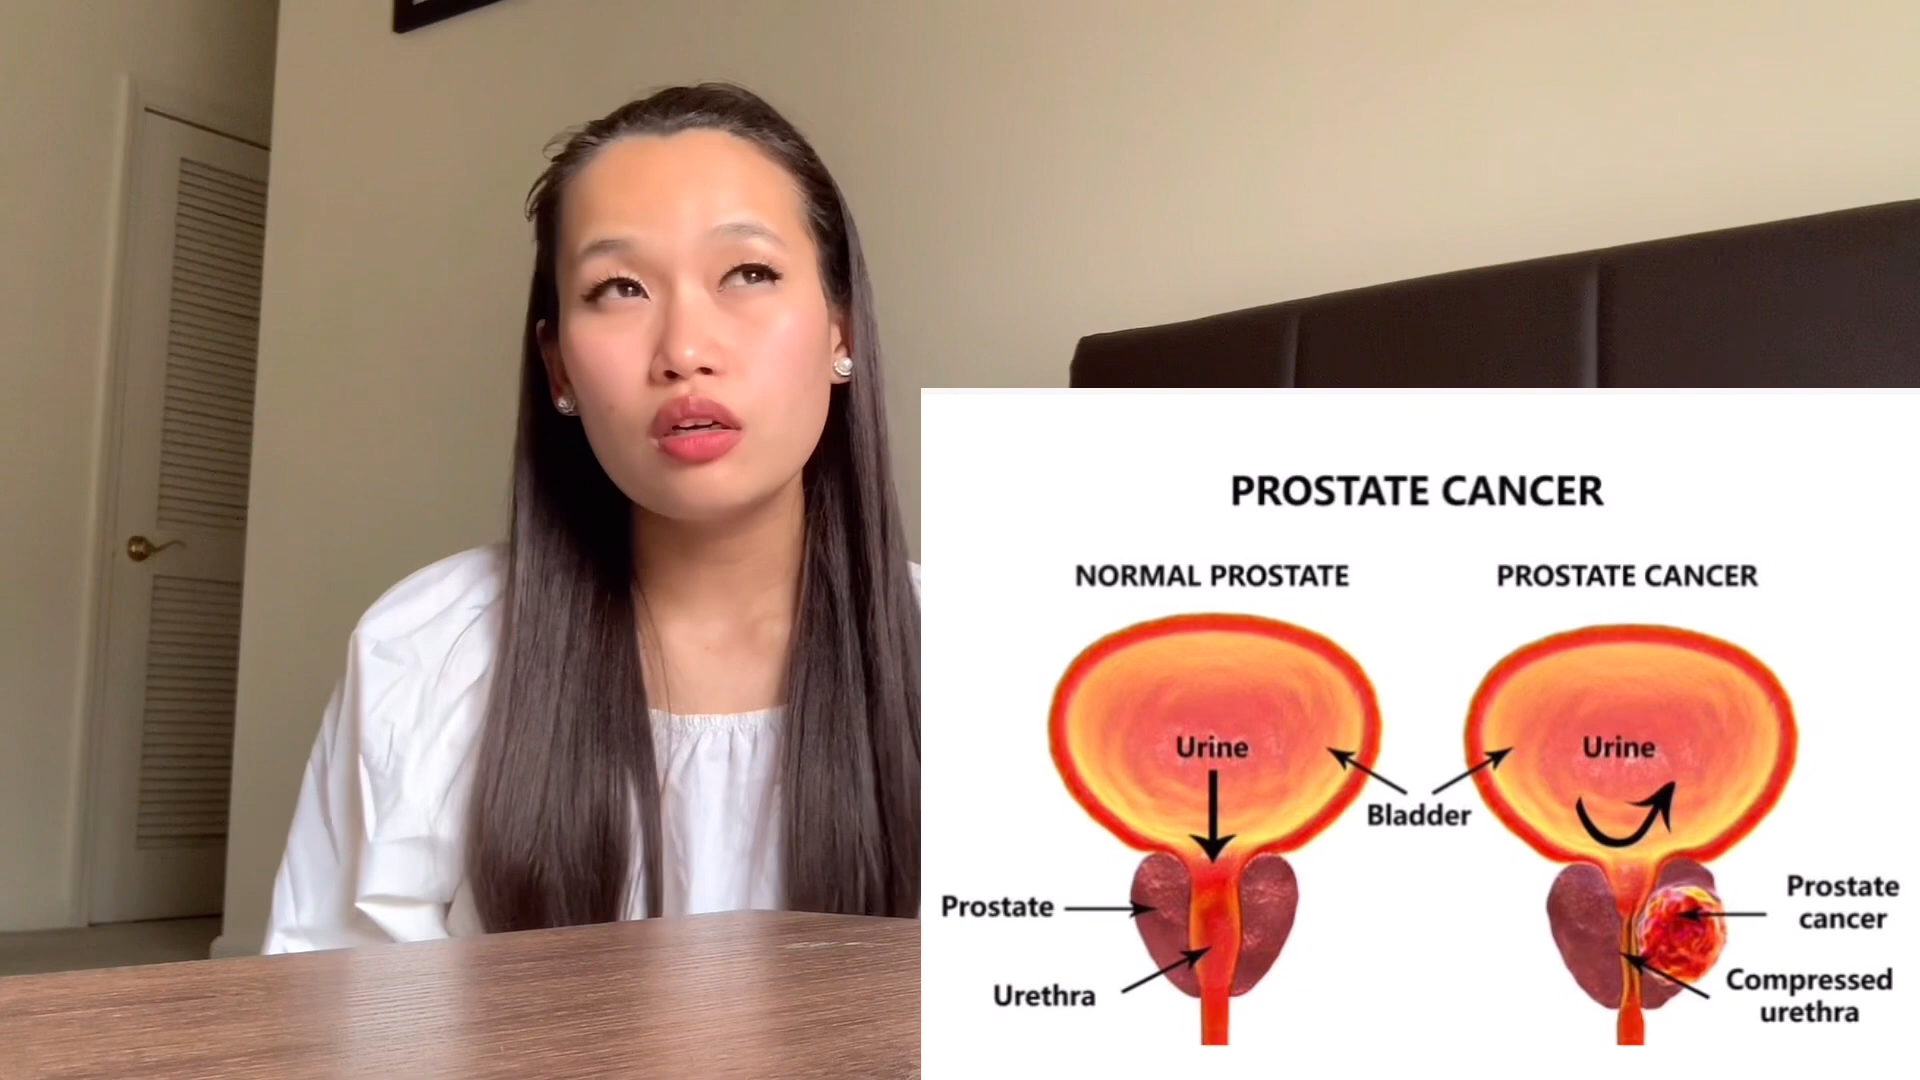 PROSTATE CANCER
NORMAL PROSTATE
PROSTATE CANCER
Urine
Urine
Bladder
Prostate
Prostate
cancer
Urethra
Compressed
urethra